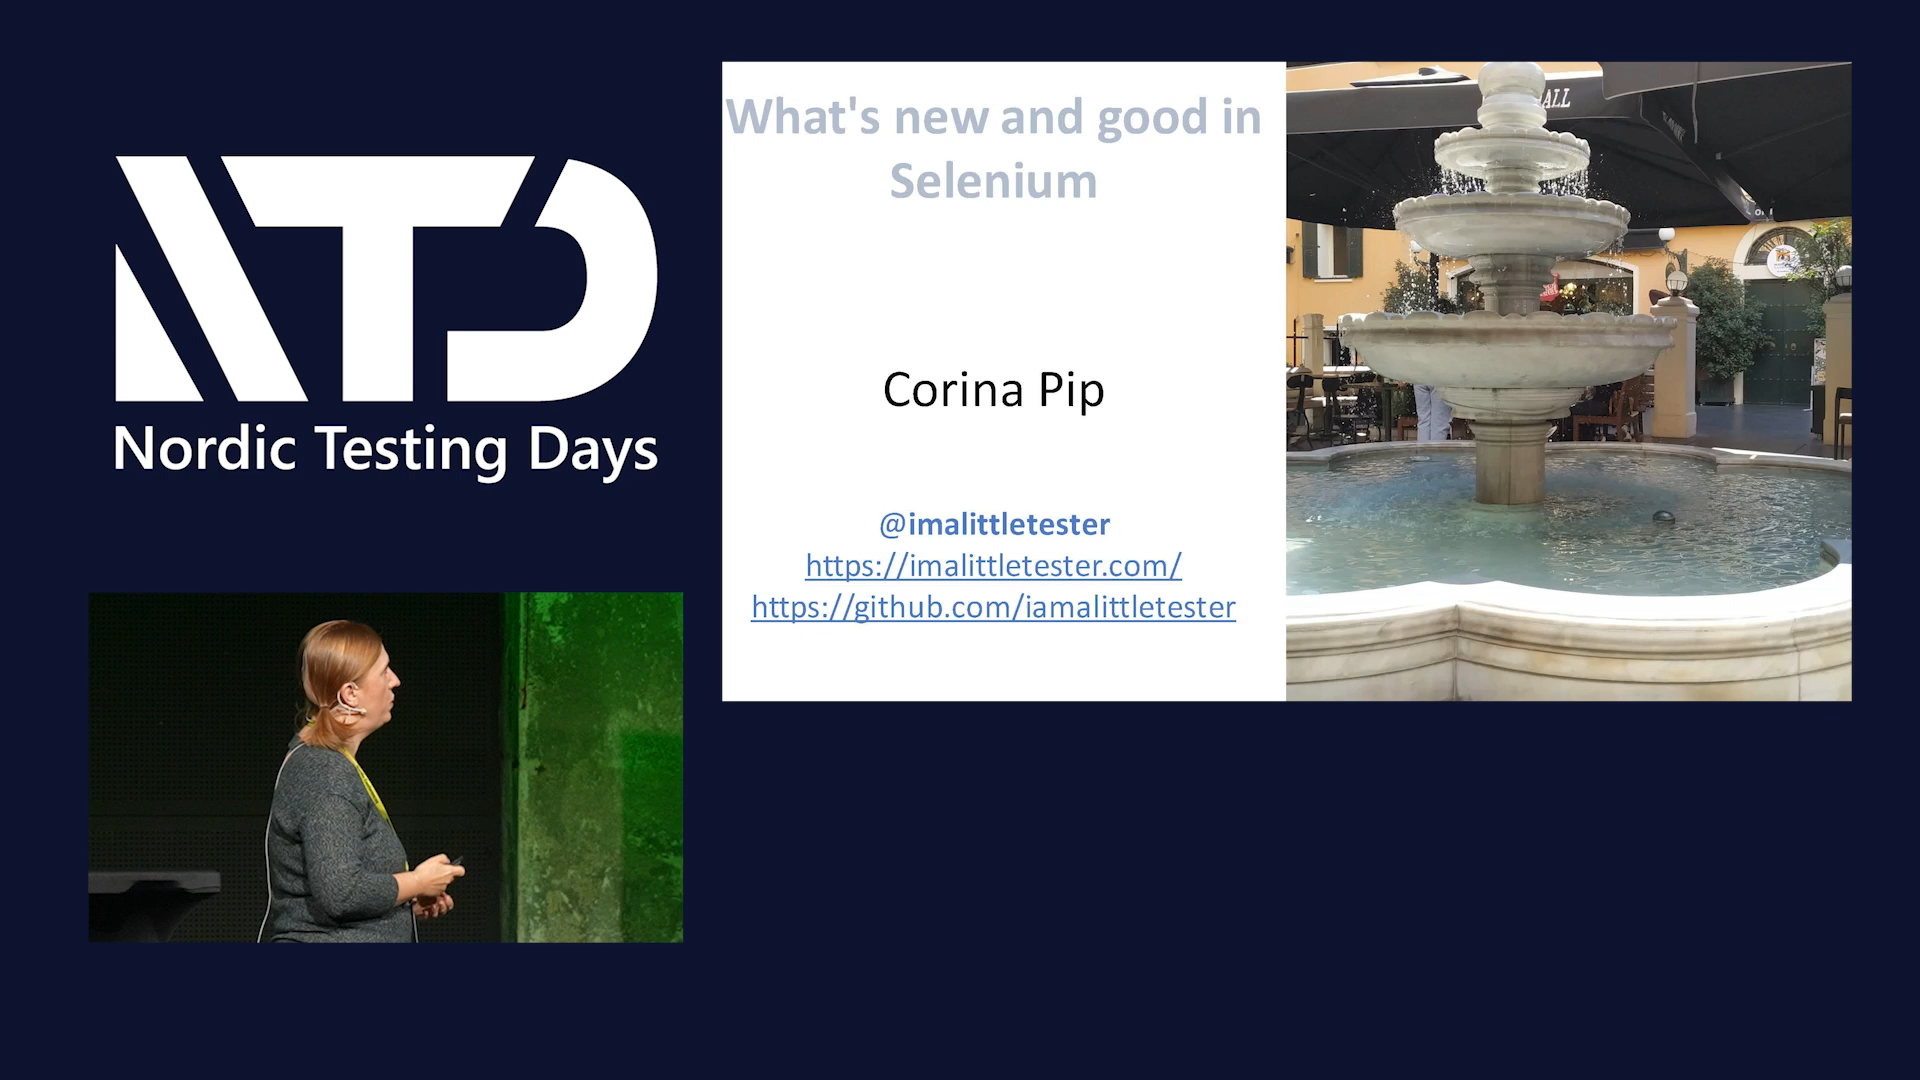 Nordic Testing Days
What's new and good in
Selenium
Corina Pip
@imalittletester
https://imalittletester.com/
https://github.com/iamalittletester